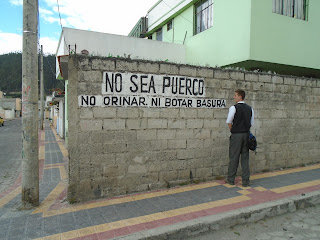 NO SEA PUERCO
NO ORINAR, NI BOTAR BASURA